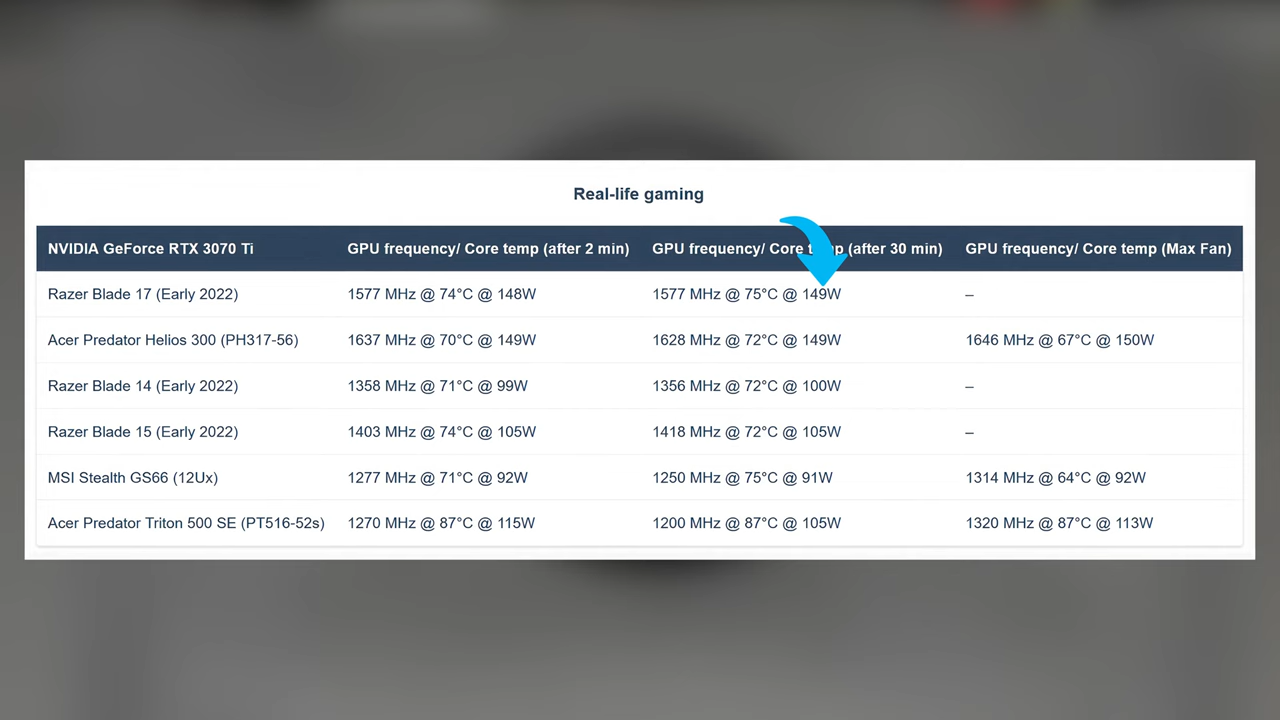 Real-life gaming
NVIDIA GeForce RTX 3070 Ti GPU frequency/ Core temp (after 2 min) GPU frequency/ Core temp (after 30 min) GPU frequency/ Core temp (Max Fan)
Razer Blade 17 (Early 2022) 1577 MHz @ 74°C @ 148W 1577 MHz @ 75°C @ 149W –
Acer Predator Helios 300 (PH317-56) 1637 MHz @ 70°C @ 149W 1628 MHz @ 72°C @ 149W 1646 MHz @ 67°C @ 150W
Razer Blade 14 (Early 2022) 1358 MHz @ 71°C @ 99W 1356 MHz @ 72°C @ 100W –
Razer Blade 15 (Early 2022) 1403 MHz @ 74°C @ 105W 1418 MHz @ 72°C @ 105W –
MSI Stealth GS66 (12Ux) 1277 MHz @ 71°C @ 92W 1250 MHz @ 75°C @ 91W 1314 MHz @ 64°C @ 92W
Acer Predator Triton 500 SE (PT516-52s) 1270 MHz @ 87°C @ 115W 1200 MHz @ 87°C @ 105W 1320 MHz @ 87°C @ 113W